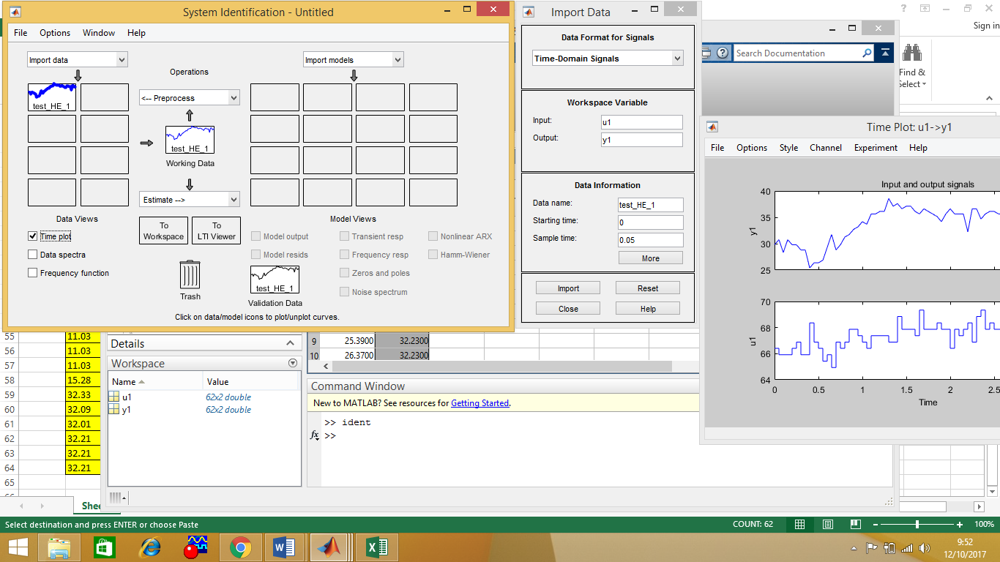 System Identification - Untitled
File Options Window Help
Import data
Import models
Operations
<-- Preprocess
test_HE_1
test_HE_1
Working Data
Estimate -->
Data Views
Time plot
Data spectra
Frequency function
To Workspace
To LTI Viewer
Model Views
Model output
Transient resp
Nonlinear ARX
Model resids
Frequency resp
Hamm-Wiener
Zeros and poles
Noise spectrum
Trash
test_HE_1
Validation Data
Click on data/model icons to plot/unplot curves.
Import Data
Data Format for Signals
Time-Domain Signals
Workspace Variable
Input: u1
Output: y1
Data Information
Data name: test_HE_1
Starting time: 0
Sample time: 0.05
More
Import Reset
Close Help
Sign in
Search Documentation
Find &
Select
Time Plot: u1->y1
File Options Style Channel Experiment Help
Input and output signals
40
35
30
25
y1
70
68
66
64
u1
0 0.5 1 1.5 2 2.5
Time
55 11.03
56 11.03
57 11.03
58 15.28
59 32.33
60 32.09
61 32.01
62 32.21
63 32.21
64 32.21
65
Details
Workspace
Name Value
u1 62x2 double
y1 62x2 double
9 25.3900 32.2300
10 26.3700 32.2300
Command Window
New to MATLAB? See resources for Getting Started.
>> ident
fx >>
Shee
Select destination and press ENTER or choose Paste
COUNT: 62
100%
9:52
12/10/2017